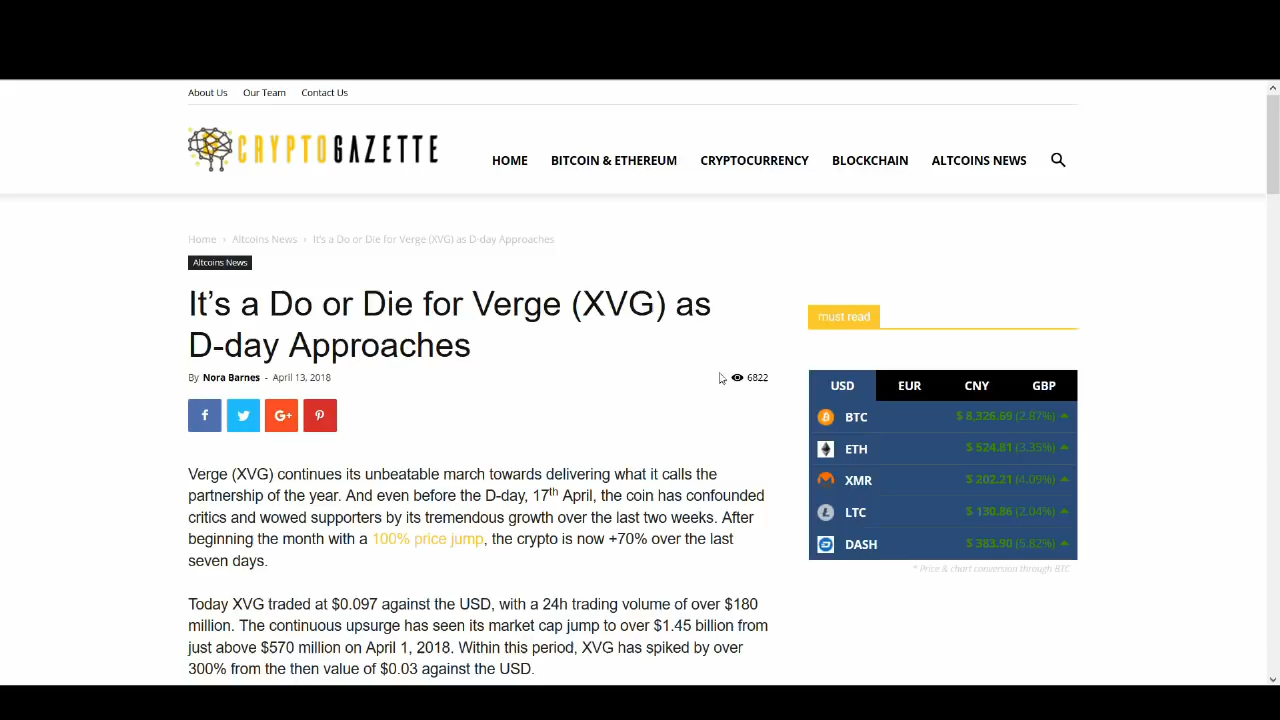 About Us Our Team Contact Us
CRYPTOGAZETTE
HOME BITCOIN & ETHEREUM CRYPTOCURRENCY BLOCKCHAIN ALTCOINS NEWS
Home › Altcoins News › It's a Do or Die for Verge (XVG) as D-day Approaches
Altcoins News
It’s a Do or Die for Verge (XVG) as
D-day Approaches
By Nora Barnes - April 13, 2018 6822
f G+
Verge (XVG) continues its unbeatable march towards delivering what it calls the
partnership of the year. And even before the D-day, 17th April, the coin has confounded
critics and wowed supporters by its tremendous growth over the last two weeks. After
beginning the month with a 100% price jump, the crypto is now +70% over the last
seven days.
Today XVG traded at $0.097 against the USD, with a 24h trading volume of over $180
million. The continuous upsurge has seen its market cap jump to over $1.45 billion from
just above $570 million on April 1, 2018. Within this period, XVG has spiked by over
300% from the then value of $0.03 against the USD.
must read
USD EUR CNY GBP
BTC $ 8,326.69 (2.87%)
ETH $ 524.81 (3.35%)
XMR $ 202.21 (4.09%)
LTC $ 130.86 (2.04%)
DASH $ 383.90 (5.82%)
* Price & chart conversion through BTC